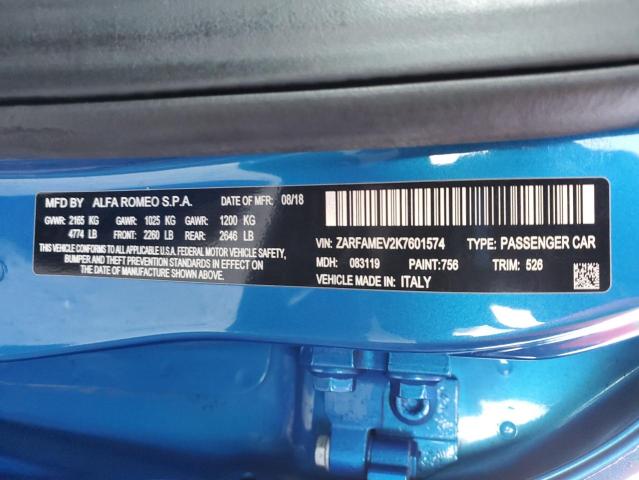 MFD BY ALFA ROMEO S.P.A. DATE OF MFR: 08/18
GVWR: 2165 KG GAWR: 1025 KG GAWR: 1200 KG
4774 LB FRONT: 2260 LB REAR: 2646 LB
THIS VEHICLE CONFORMS TO ALL APPLICABLE U.S.A. FEDERAL MOTOR VEHICLE SAFETY,
BUMPER AND THEFT PREVENTION STANDARDS IN EFFECT ON THE DATE OF
MANUFACTURE SHOWN ABOVE.
VIN: ZARFAMEV2K7601574 TYPE: PASSENGER CAR
MDH: 083119 PAINT:756 TRIM: 526
VEHICLE MADE IN: ITALY